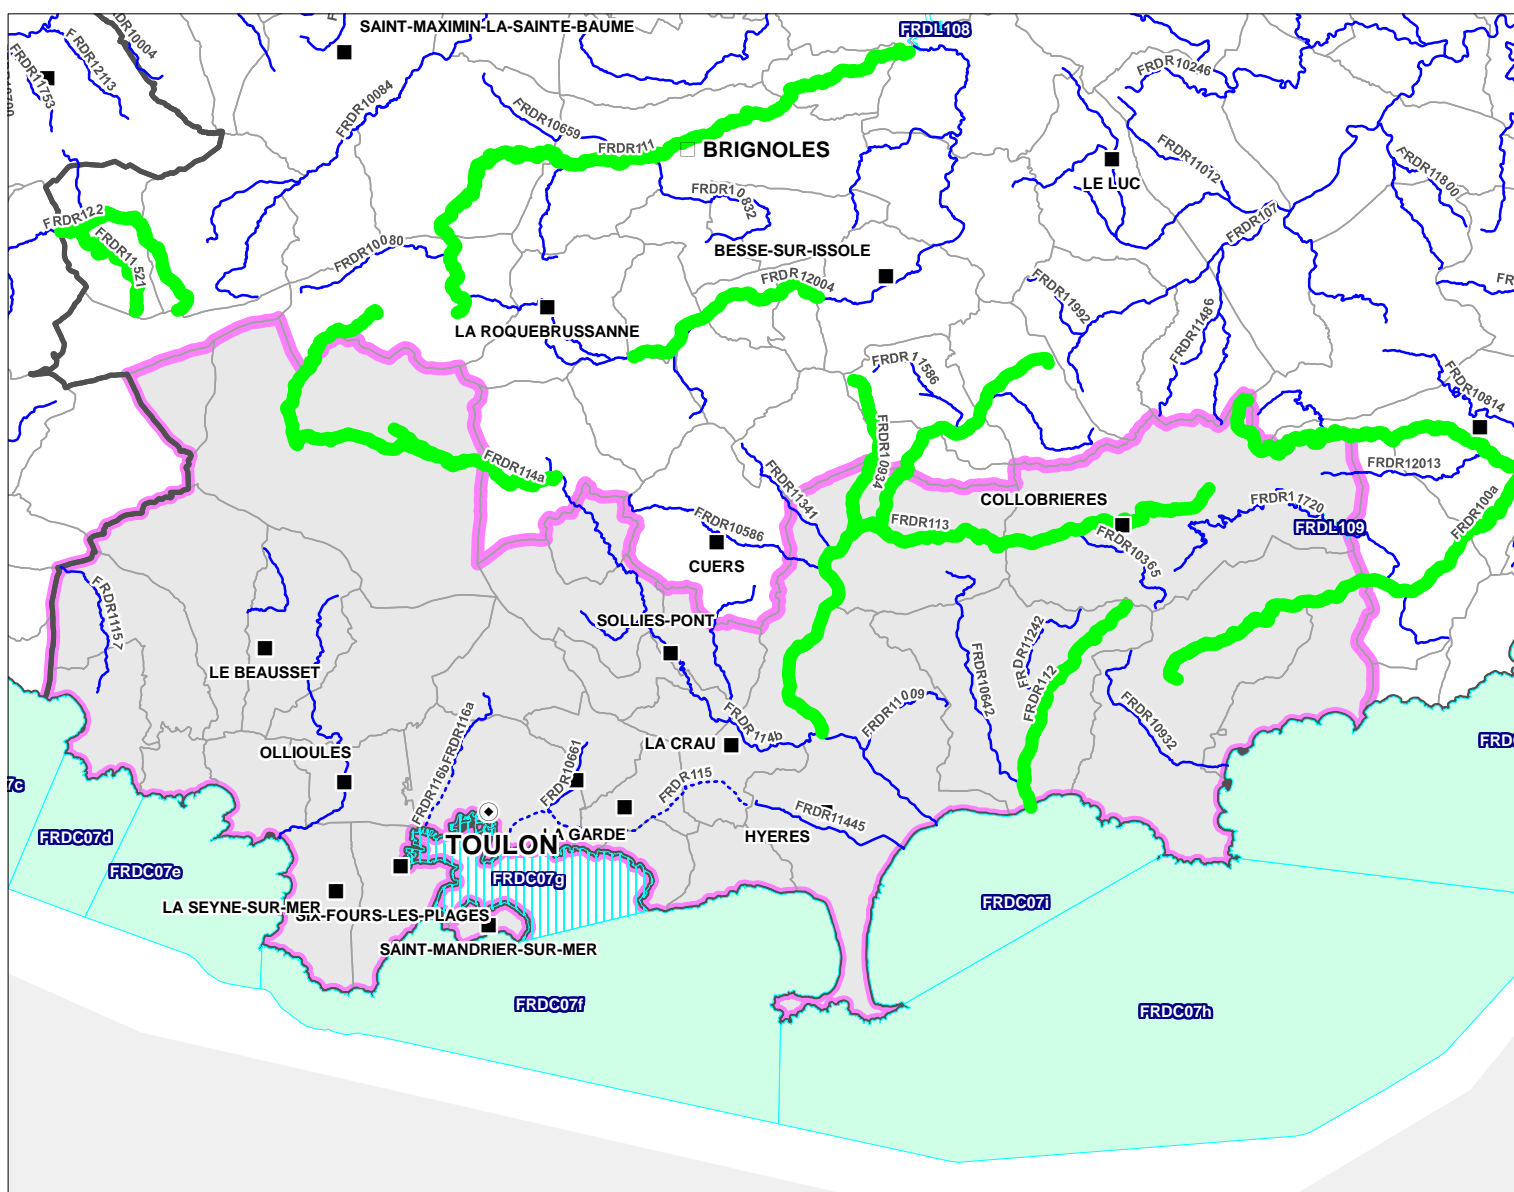 SAINT-MAXIMIN-LA-SAINTE-BAUME
FRDL108
FRDR10004
FRDR12113
FRDR11753
FRDR10084
FRDR10246
FRDR10659
FRDR111
BRIGNOLES
FRDR11012
FRDR11800
LE LUC
FRDR10832
FRDR122
FRDR107
FRDR11521
FRDR10080
BESSE-SUR-ISSOLE
FRDR12004
FRDR11992
FRDR11486
LA ROQUEBRUSSANNE
FRDR11586
FRDR10814
FRDR10934
FRDR114a
FRDR12013
FRDR11341
COLLOBRIERES
FRDR11720
FRDR100a
FRDR10586
FRDR113
FRDL109
FRDR10365
CUERS
FRDR11157
SOLLIES-PONT
FRDR11242
LE BEAUSSET
FRDR10642
FRDR112
FRDR11009
FRDR10932
FRDR116a
FRDR114b
LA CRAU
OLLIOULES
FRDR116b
FRDR10661
FRDR115
FRDR11445
FRDC07d
LA GARDE
HYERES
TOULON
FRDC07e
FRDC07g
FRDC07i
LA SEYNE-SUR-MER
SIX-FOURS-LES-PLAGES
SAINT-MANDRIER-SUR-MER
FRDC07f
FRDC07h